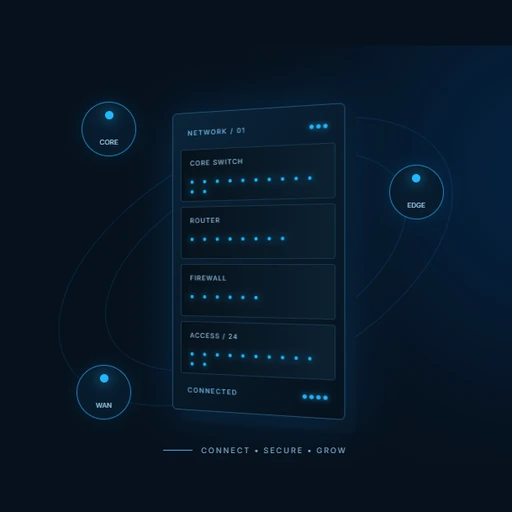 NETWORK / 01
CORE SWITCH
ROUTER
FIREWALL
ACCESS / 24
CONNECTED
CORE
EDGE
WAN
CONNECT • SECURE • GROW